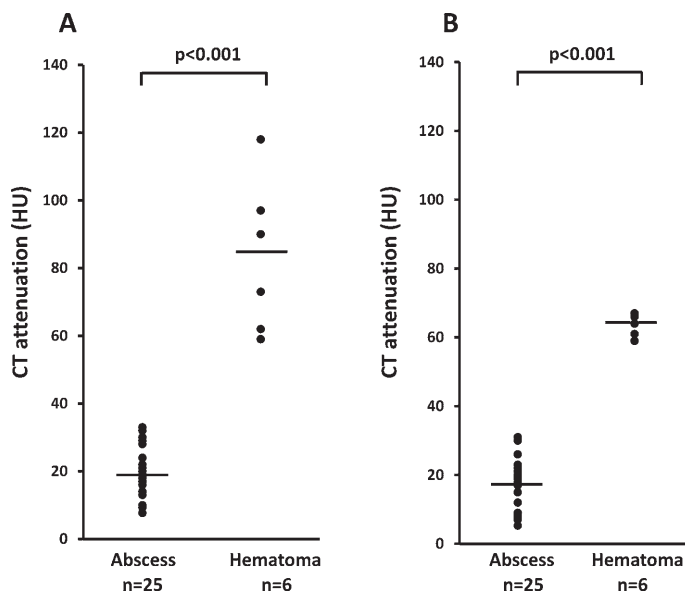 A
p<0.001
140
120
100
80
60
40
20
0
CT attenuation (HU)
Abscess
n=25
Hematoma
n=6
B
p<0.001
140
120
100
80
60
40
20
0
CT attenuation (HU)
Abscess
n=25
Hematoma
n=6